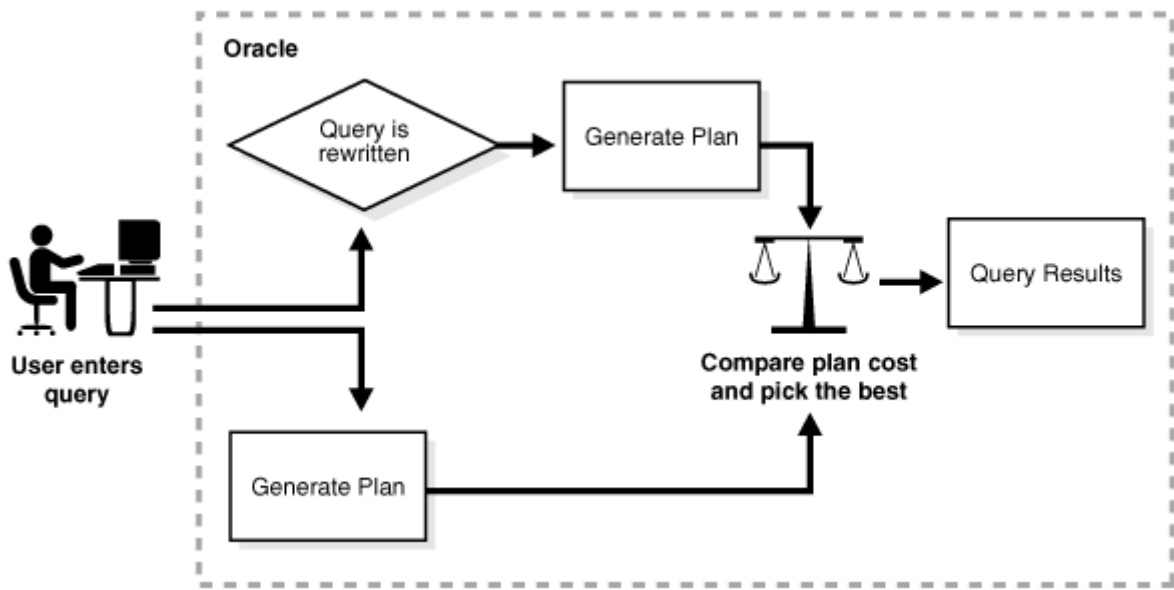 Oracle
Query is
rewritten
Generate Plan
Query Results
User enters
query
Compare plan cost
and pick the best
Generate Plan